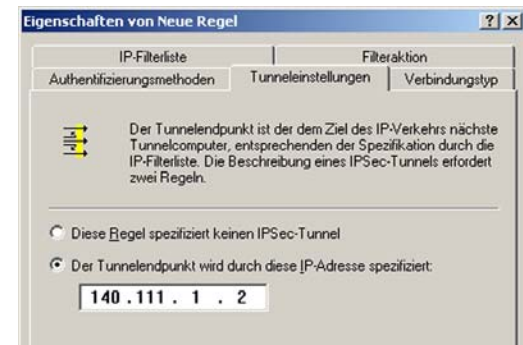 Eigenschaften von Neue Regel
IP-Filterliste Filteraktion
Authentifizierungsmethoden Tunneleinstellungen Verbindungstyp
Der Tunnelendpunkt ist der dem Ziel des IP-Verkehrs nächste
Tunnelcomputer, entsprechenden der Spezifikation durch die
IP-Filterliste. Die Beschreibung eines IPSec-Tunnels erfordert
zwei Regeln.
Diese Regel spezifiziert keinen IPSec-Tunnel
Der Tunnelendpunkt wird durch diese IP-Adresse spezifiziert:
140 . 111 . 1 . 2